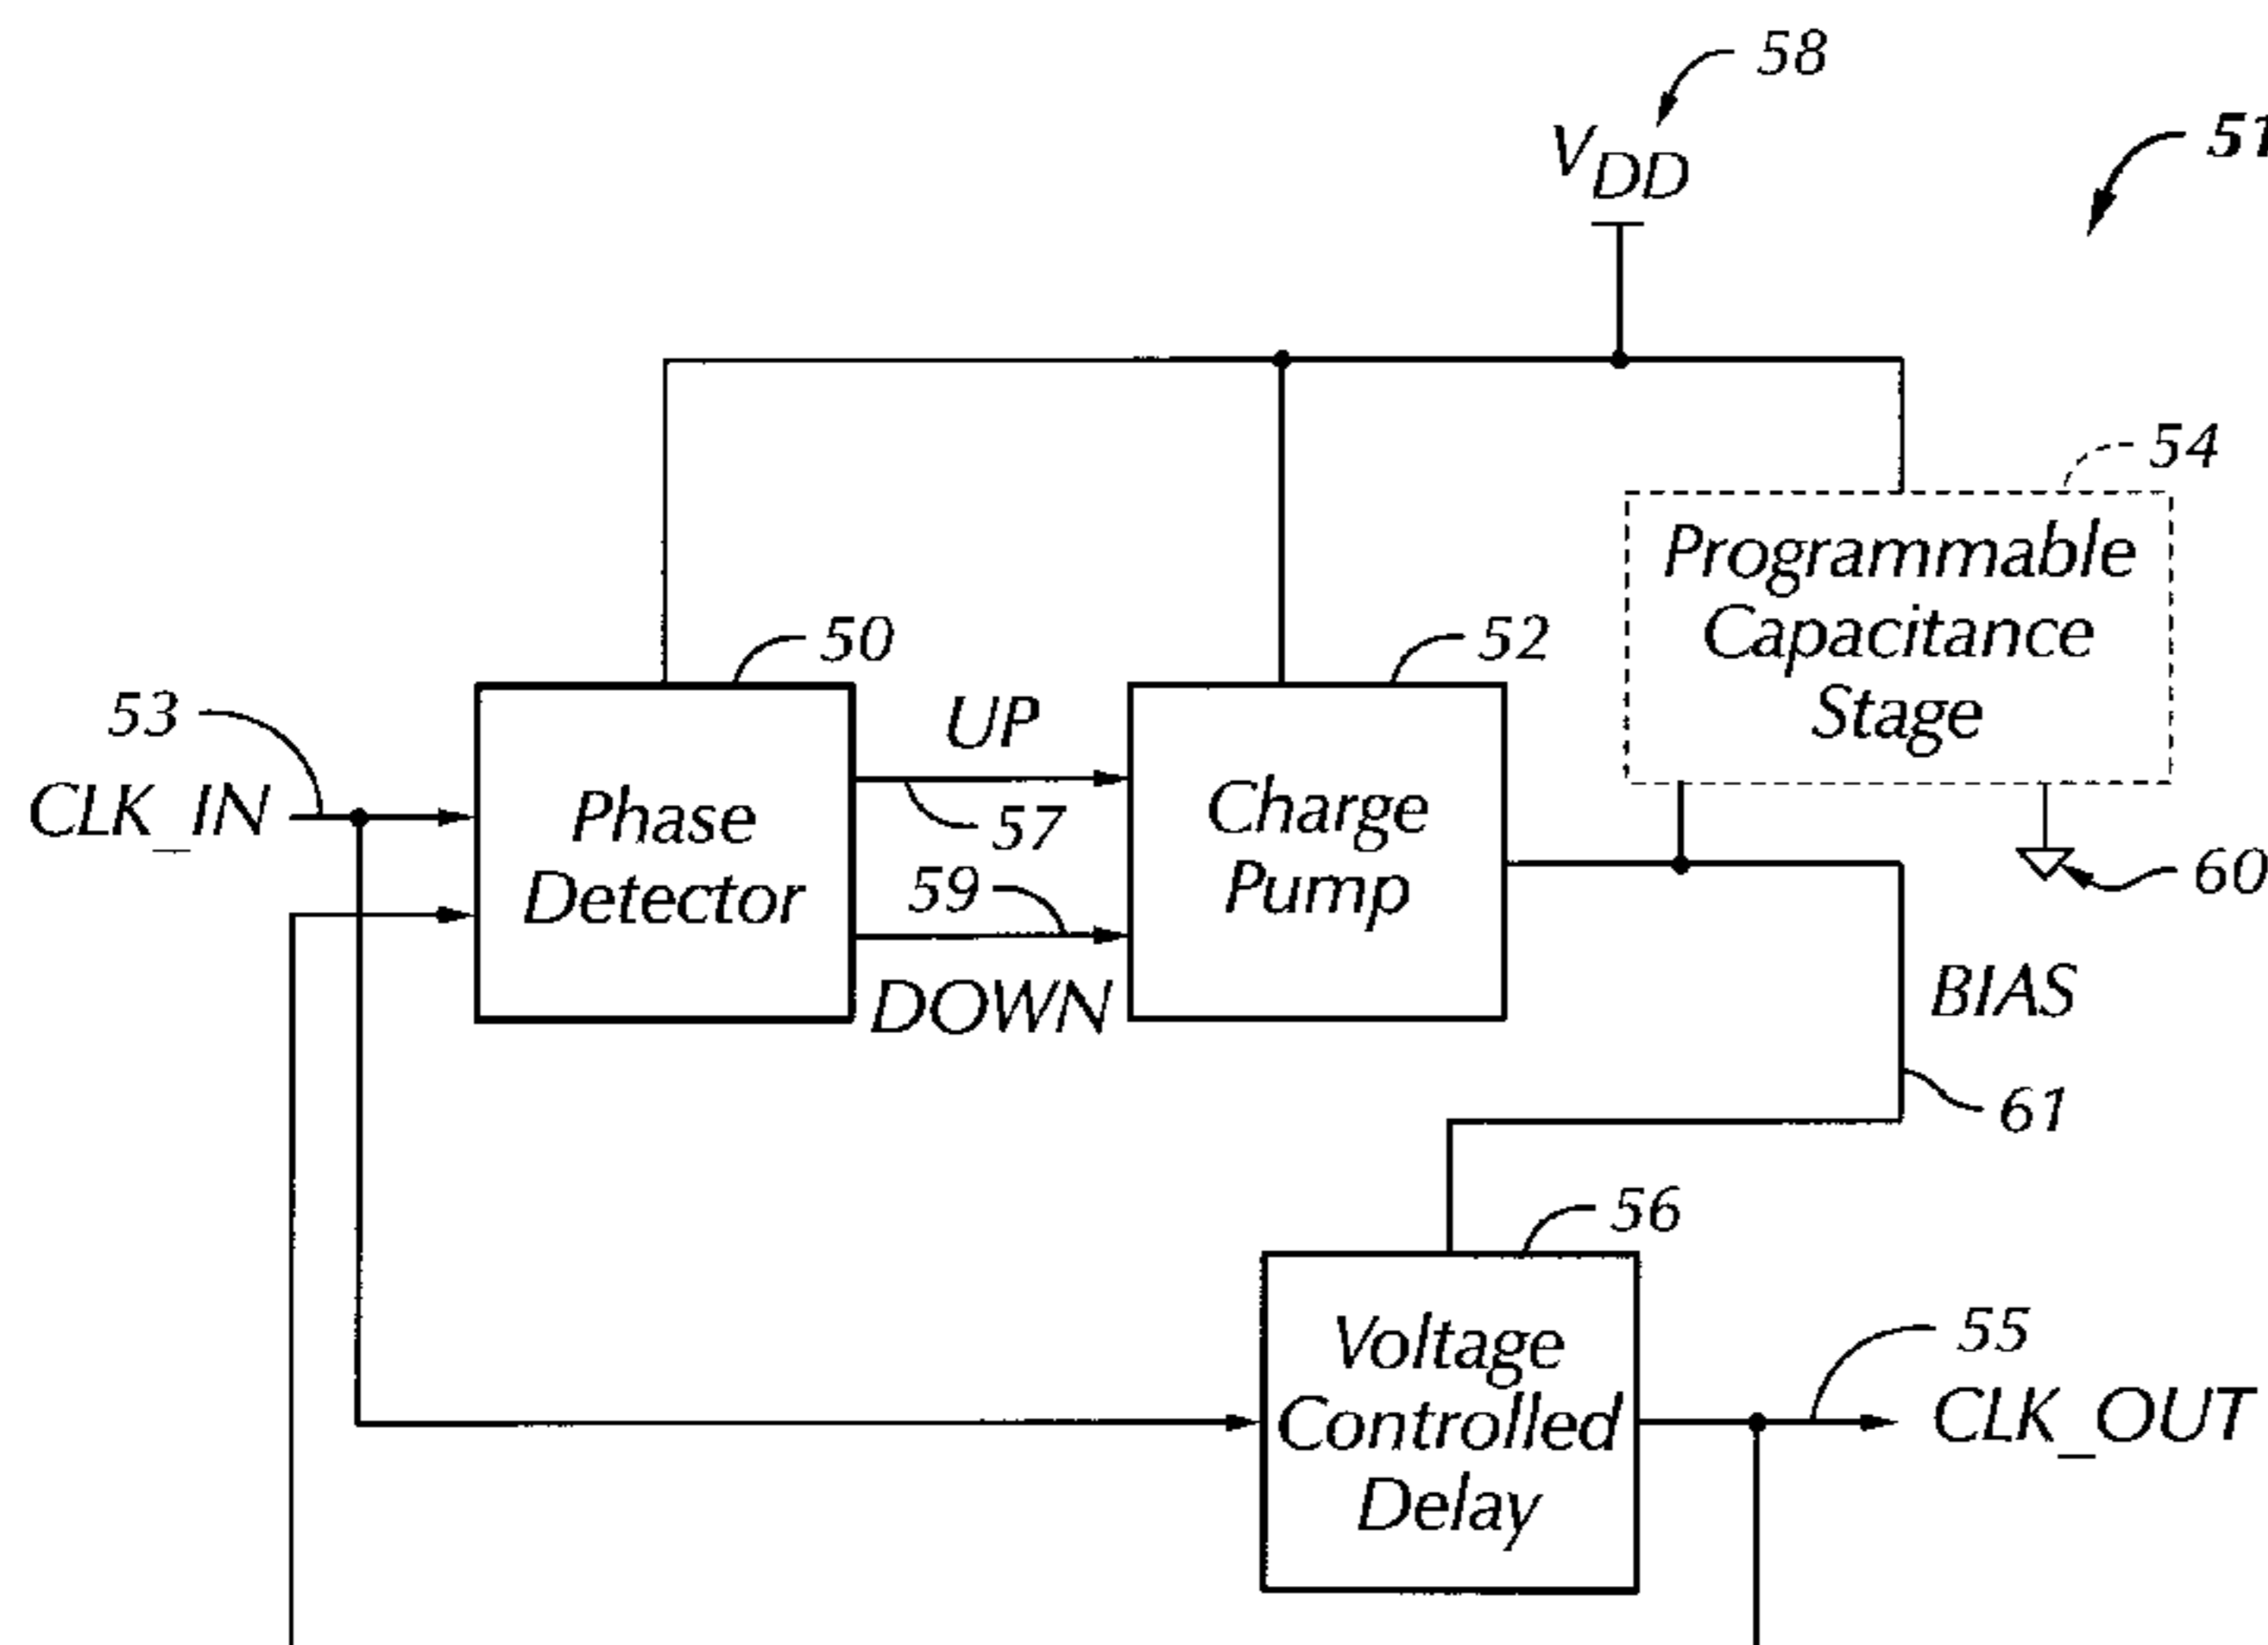 58
VDD
51
54
Programmable
Capacitance
Stage
50
52
53
UP
CLK_IN
Phase
Detector
57
Charge
Pump
59
60
DOWN
BIAS
61
56
Voltage
Controlled
Delay
55
CLK_OUT